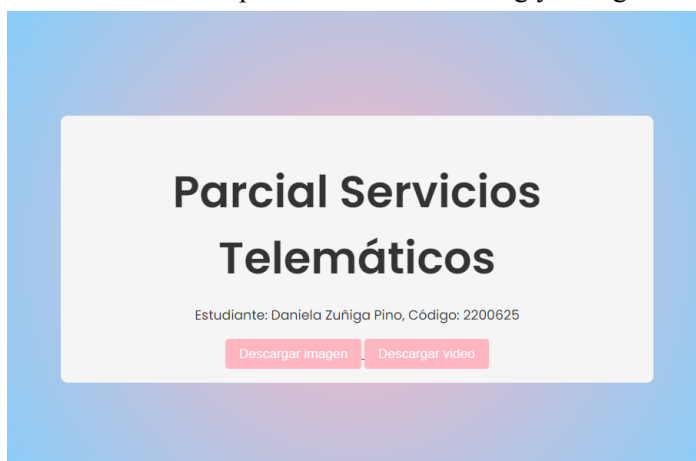 Parcial Servicios
Telemáticos
Estudiante: Daniela Zuñiga Pino, Código: 2200625
Descargar imagen Descargar video